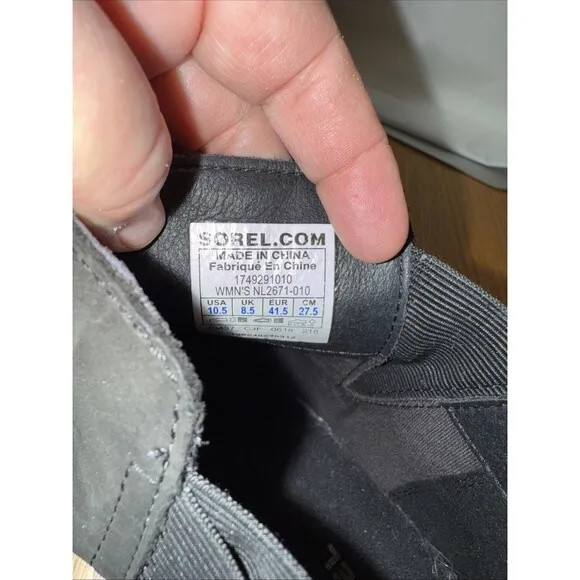 SOREL.COM
MADE IN CHINA
Fabriqué En Chine
1749291010
WMN'S NL2671-010
USA UK EUR CM
10.5 8.5 41.5 27.5